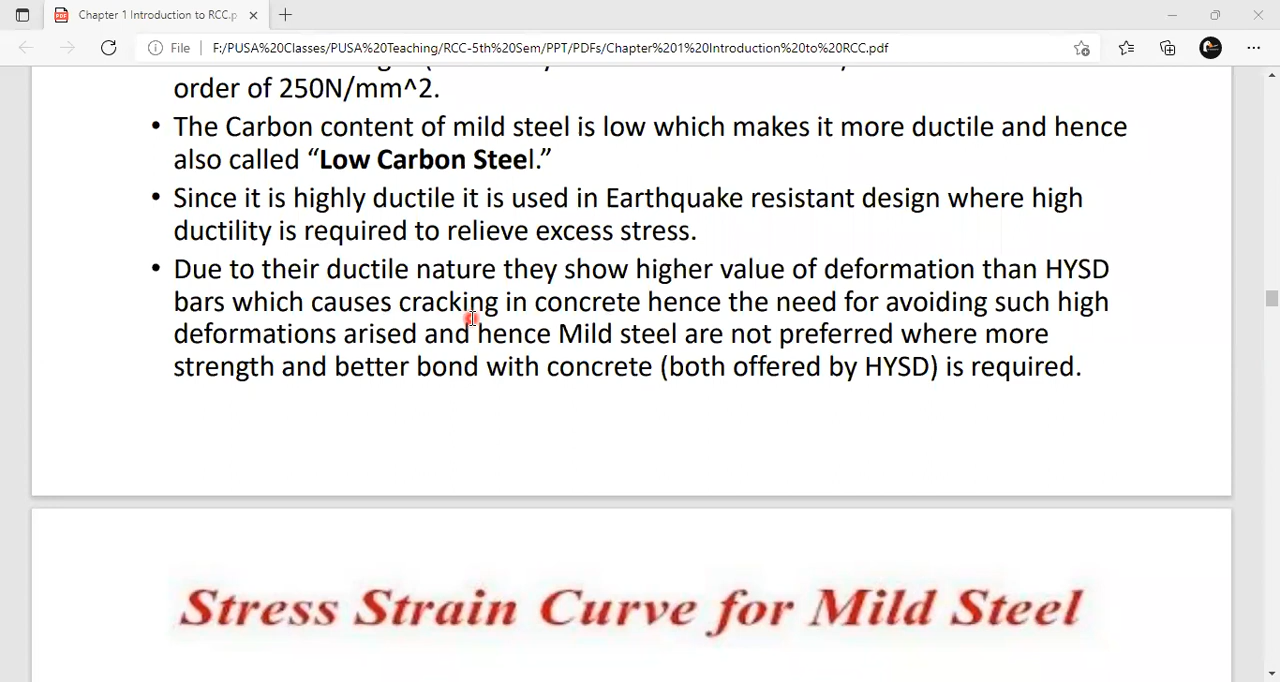 Chapter 1 Introduction to RCC.p
File
F:/PUSA%20Classes/PUSA%20Teaching/RCC-5th%20Sem/PPT/PDFs/Chapter%201%20Introduction%20to%20RCC.pdf
order of 250N/mm^2.
• The Carbon content of mild steel is low which makes it more ductile and hence
also called “Low Carbon Steel.”
• Since it is highly ductile it is used in Earthquake resistant design where high
ductility is required to relieve excess stress.
• Due to their ductile nature they show higher value of deformation than HYSD
bars which causes cracking in concrete hence the need for avoiding such high
deformations arised and hence Mild steel are not preferred where more
strength and better bond with concrete (both offered by HYSD) is required.
Stress Strain Curve for Mild Steel